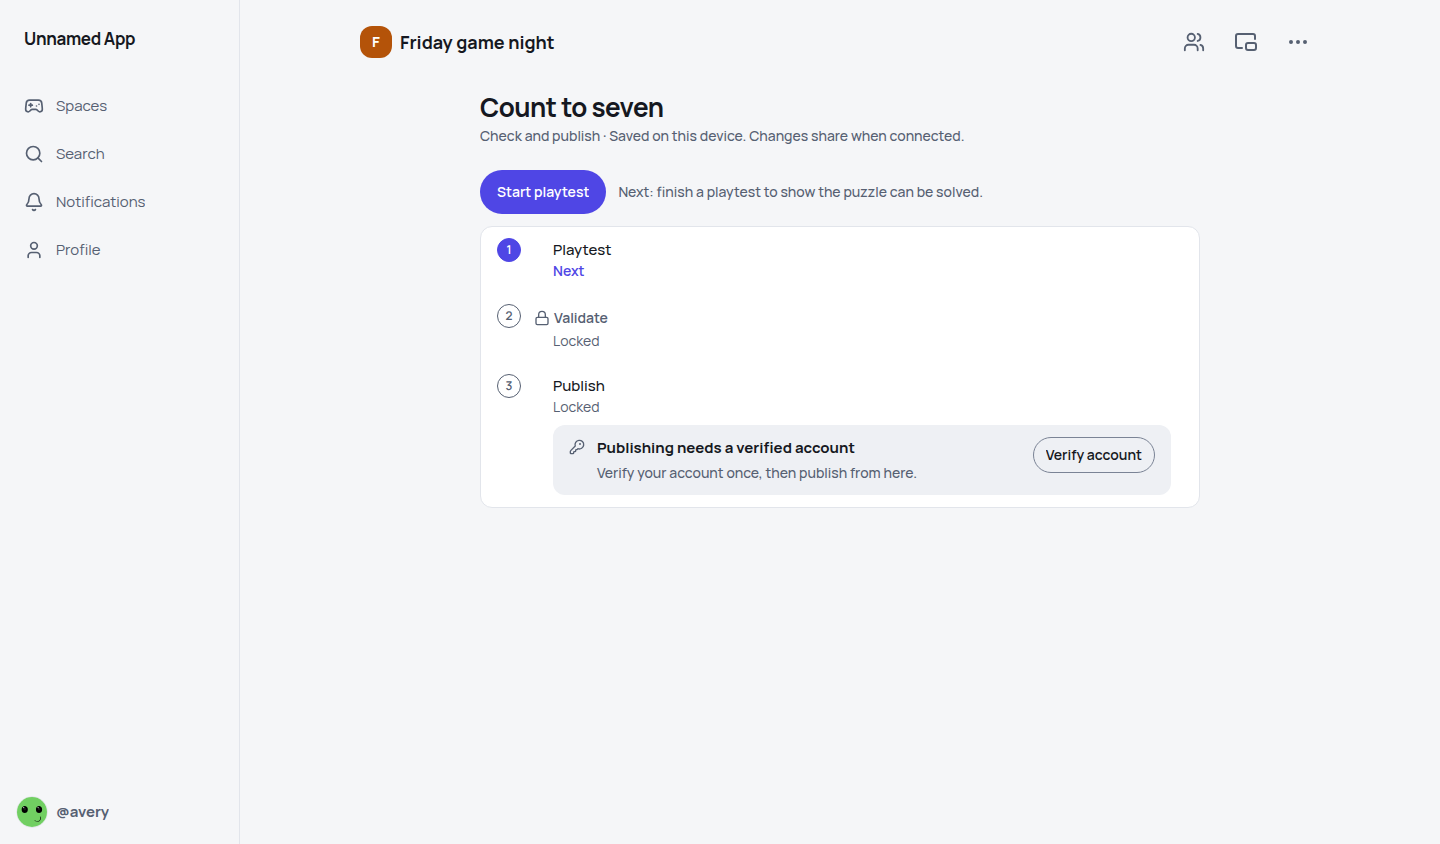 Unnamed App
Spaces
Search
Notifications
Profile
@avery
F Friday game night
Count to seven
Check and publish · Saved on this device. Changes share when connected.
Start playtest Next: finish a playtest to show the puzzle can be solved.
1 Playtest
Next
2 Validate
Locked
3 Publish
Locked
Publishing needs a verified account
Verify your account once, then publish from here.
Verify account